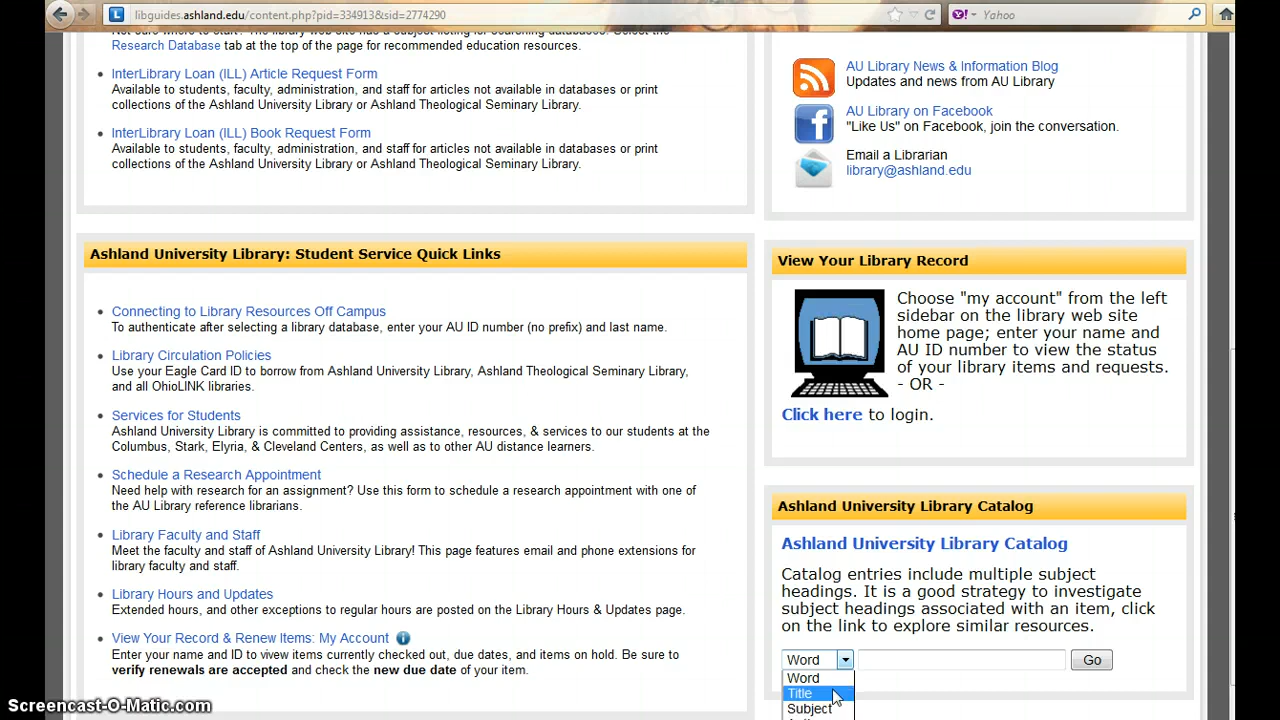 libguides.ashland.edu/content.php?pid=334913&sid=2774290
Yahoo
Research Database tab at the top of the page for recommended education resources.
InterLibrary Loan (ILL) Article Request Form
Available to students, faculty, administration, and staff for articles not available in databases or print
collections of the Ashland University Library or Ashland Theological Seminary Library.
InterLibrary Loan (ILL) Book Request Form
Available to students, faculty, administration, and staff for articles not available in databases or print
collections of the Ashland University Library or Ashland Theological Seminary Library.
AU Library News & Information Blog
Updates and news from AU Library
AU Library on Facebook
"Like Us" on Facebook, join the conversation.
Email a Librarian
library@ashland.edu
Ashland University Library: Student Service Quick Links
Connecting to Library Resources Off Campus
To authenticate after selecting a library database, enter your AU ID number (no prefix) and last name.
Library Circulation Policies
Use your Eagle Card ID to borrow from Ashland University Library, Ashland Theological Seminary Library,
and all OhioLINK libraries.
Services for Students
Ashland University Library is committed to providing assistance, resources, & services to our students at the
Columbus, Stark, Elyria, & Cleveland Centers, as well as to other AU distance learners.
Schedule a Research Appointment
Need help with research for an assignment? Use this form to schedule a research appointment with one of
the AU Library reference librarians.
Library Faculty and Staff
Meet the faculty and staff of Ashland University Library! This page features email and phone extensions for
library faculty and staff.
Library Hours and Updates
Extended hours, and other exceptions to regular hours are posted on the Library Hours & Updates page.
View Your Record & Renew Items: My Account
Enter your name and ID to view items currently checked out, due dates, and items on hold. Be sure to
verify renewals are accepted and check the new due date of your item.
View Your Library Record
Choose "my account" from the left
sidebar on the library web site
home page; enter your name and
AU ID number to view the status
of your library items and requests.
- OR -
Click here to login.
Ashland University Library Catalog
Ashland University Library Catalog
Catalog entries include multiple subject
headings. It is a good strategy to investigate
subject headings associated with an item, click
on the link to explore similar resources.
Word Go
Word
Title
Subject
Screencast-O-Matic.com